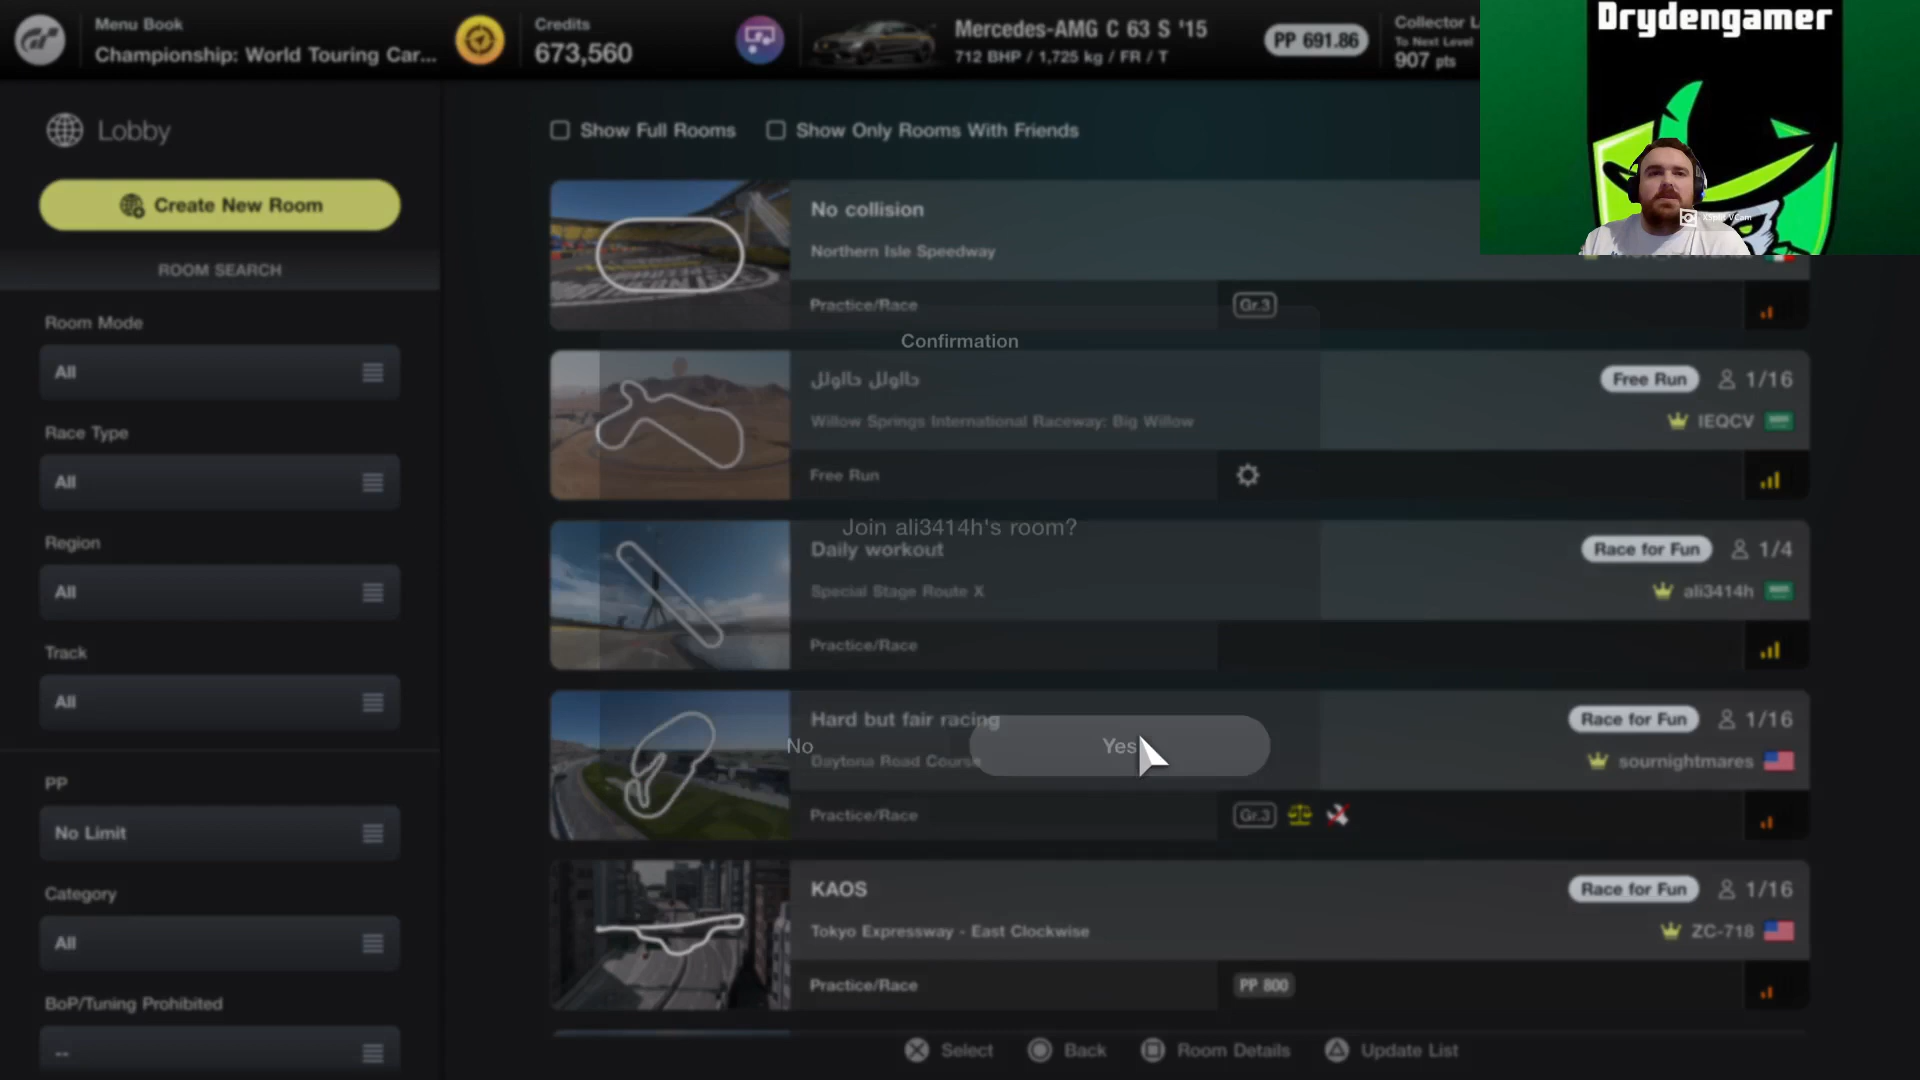 Menu Book
Championship: World Touring Car...
Credits
673,560
Mercedes-AMG C 63 S '15
712 BHP / 1,725 kg / FR / T
PP 691.86
Collector L
To Next Level
907 pts
Drydengamer
XSplit VCam
Lobby
Create New Room
ROOM SEARCH
Room Mode
All
Race Type
All
Region
All
Track
All
PP
No Limit
Category
All
BoP/Tuning Prohibited
--
Show Full Rooms
Show Only Rooms With Friends
No collision
Northern Isle Speedway
Practice/Race
Gr.3
Confirmation
حالولل حالولل
Free Run
1/16
Willow Springs International Raceway: Big Willow
IEQCV
Free Run
Join ali3414h's room?
Daily workout
Race for Fun
1/4
Special Stage Route X
ali3414h
Practice/Race
Hard but fair racing
Race for Fun
1/16
No
Yes
Daytona Road Course
sournightmares
Practice/Race
Gr.3
KAOS
Race for Fun
1/16
Tokyo Expressway - East Clockwise
ZC-718
Practice/Race
PP 800
Select
Back
Room Details
Update List